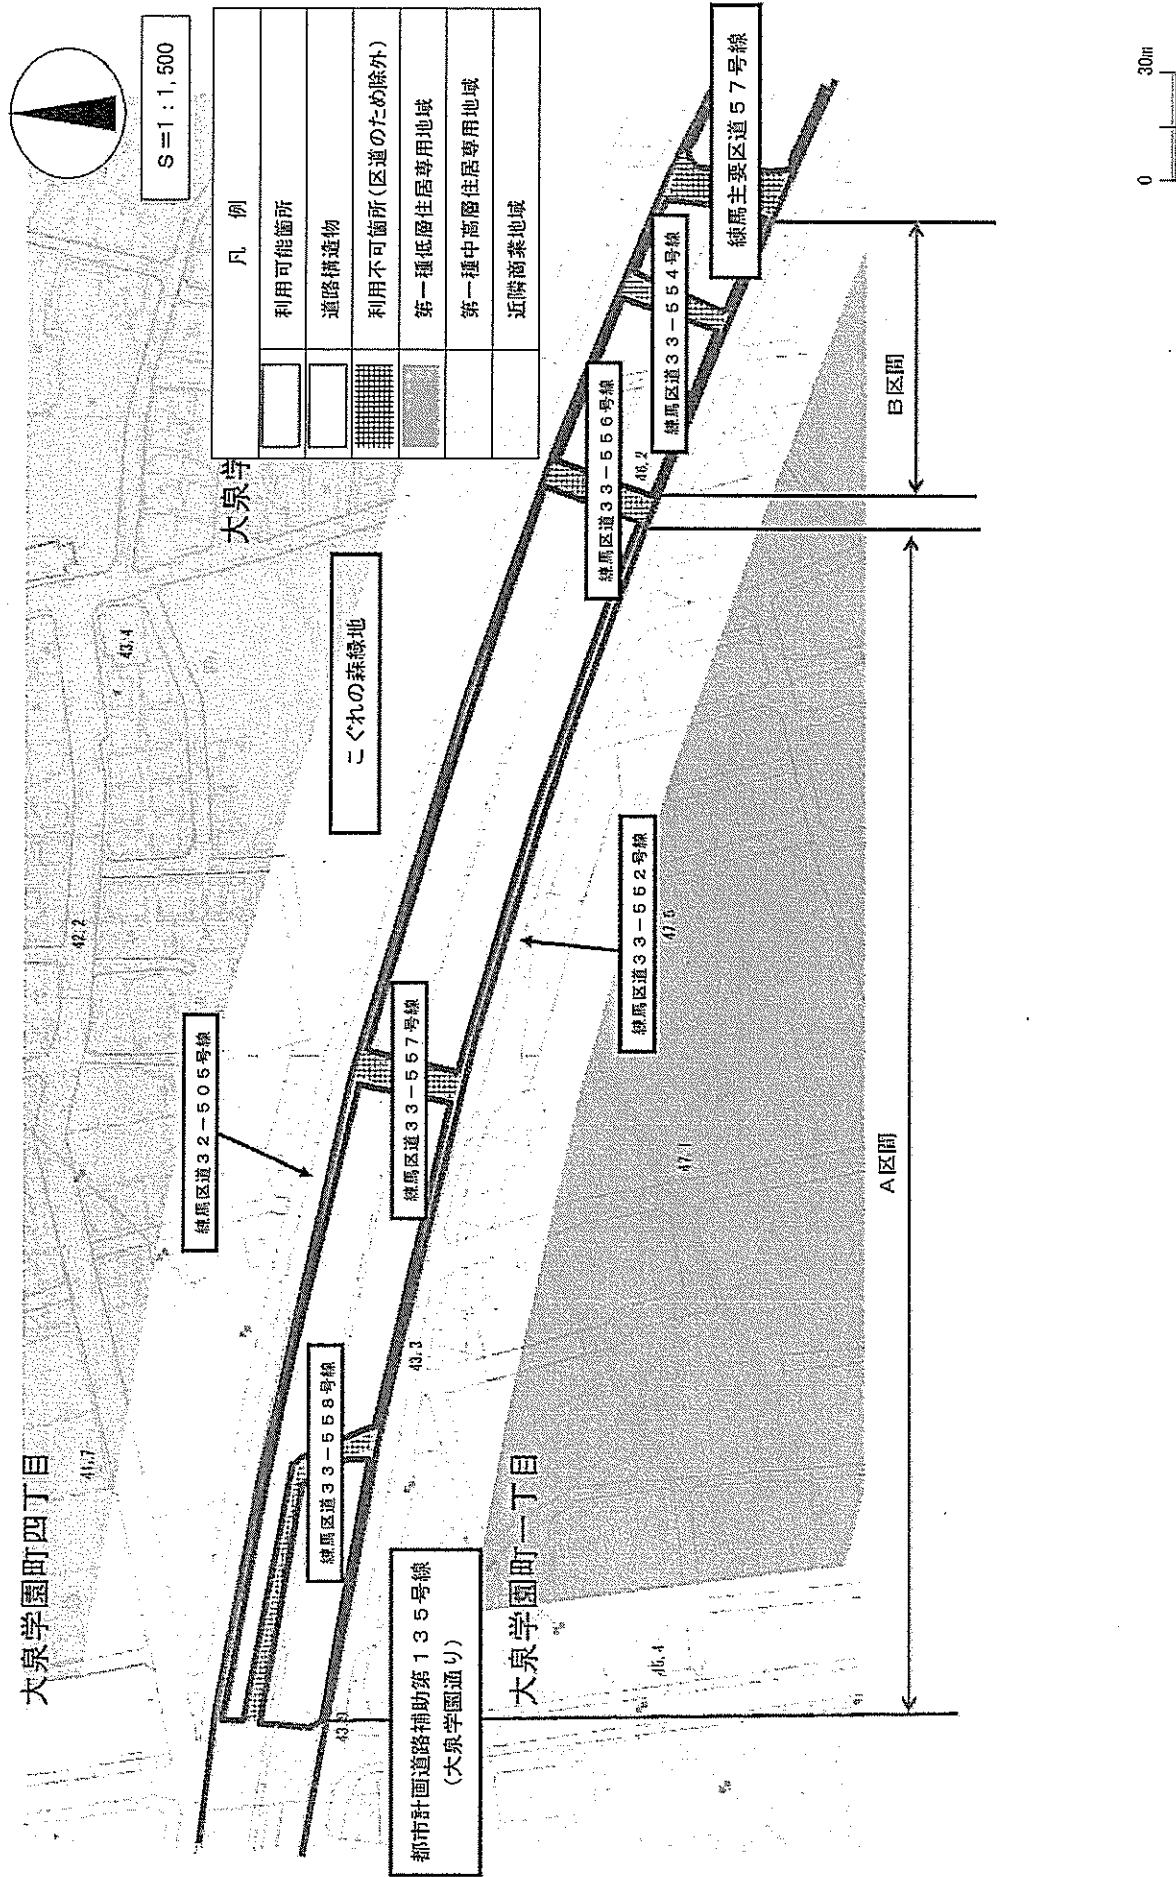 大泉学園町四丁目
S=1:1,500
凡 例
利用可能箇所
道路構造物
利用不可箇所(区道のため除外)
第一種低層住居専用地域
第一種中高層住居専用地域
近隣商業地域
大泉学
42.2
43.4
こぐれの森緑地
練馬区道32-505号線
練馬区道33-558号線
練馬区道33-557号線
練馬区道33-556号線
練馬区道33-554号線
練馬主要区道57号線
46.2
43.3
練馬区道33-552号線
47.1
都市計画道路補助第135号線
(大泉学園通り)
大泉学園町一丁目
A区間
B区間
0 30m